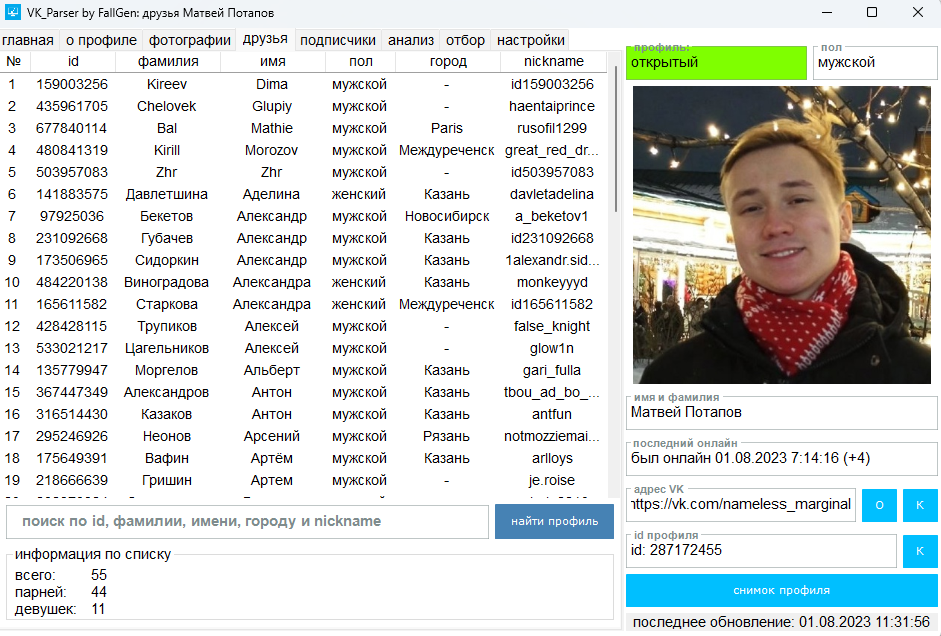 VK_Parser by FallGen: друзья Матвей Потапов
главная о профиле фотографии друзья подписчики анализ отбор настройки
№ id фамилия имя пол город nickname
1 159003256 Kireev Dima мужской - id159003256
2 435961705 Chelovek Glupiy мужской - haentaiprince
3 677840114 Bal Mathie мужской Paris rusofil1299
4 480841319 Kirill Morozov мужской Междуреченск great_red_dr...
5 503957083 Zhr Zhr мужской - id503957083
6 141883575 Давлетшина Аделина женский Казань davletadelina
7 97925036 Бекетов Александр мужской Новосибирск a_beketov1
8 231092668 Губачев Александр мужской Казань id231092668
9 173506965 Сидоркин Александр мужской Казань 1alexandr.sid...
10 484220138 Виноградова Александра женский Казань monkeyyyd
11 165611582 Старкова Александра женский Междуреченск id165611582
12 428428115 Трупиков Алексей мужской - false_knight
13 533021217 Цагельников Алексей мужской - glow1n
14 135779947 Моргелов Альберт мужской Казань gari_fulla
15 367447349 Александров Антон мужской Казань tbou_ad_bo_...
16 316514430 Казаков Антон мужской Казань antfun
17 295246926 Неонов Арсений мужской Рязань notmozziemai...
18 175649391 Вафин Артём мужской Казань arlloys
19 218666639 Гришин Артем мужской - je.roise
поиск по id, фамилии, имени, городу и nickname
найти профиль
информация по списку
всего: 55
парней: 44
девушек: 11
профиль:
открытый
пол
мужской
имя и фамилия
Матвей Потапов
последний онлайн
был онлайн 01.08.2023 7:14:16 (+4)
адрес VK
https://vk.com/nameless_marginal
О К
id профиля
id: 287172455
К
снимок профиля
последнее обновление: 01.08.2023 11:31:56